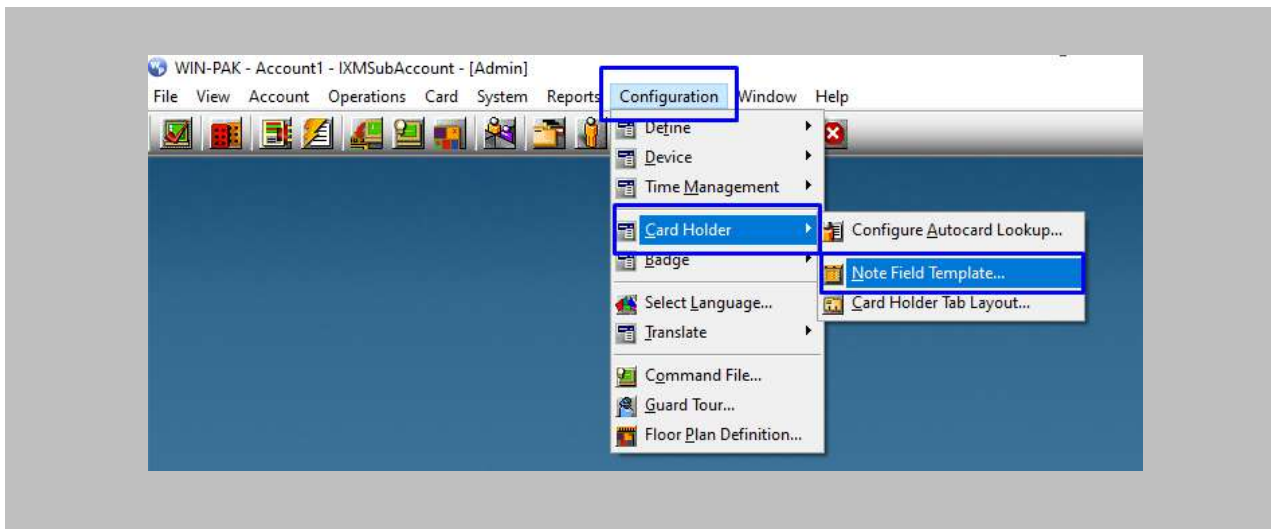 WIN-PAK - Account1 - IXMSubAccount - [Admin]
File View Account Operations Card System Reports Configuration Window Help
Define
Device
Time Management
Card Holder
Configure Autocard Lookup...
Badge
Note Field Template...
Select Language...
Card Holder Tab Layout...
Translate
Command File...
Guard Tour...
Floor Plan Definition...